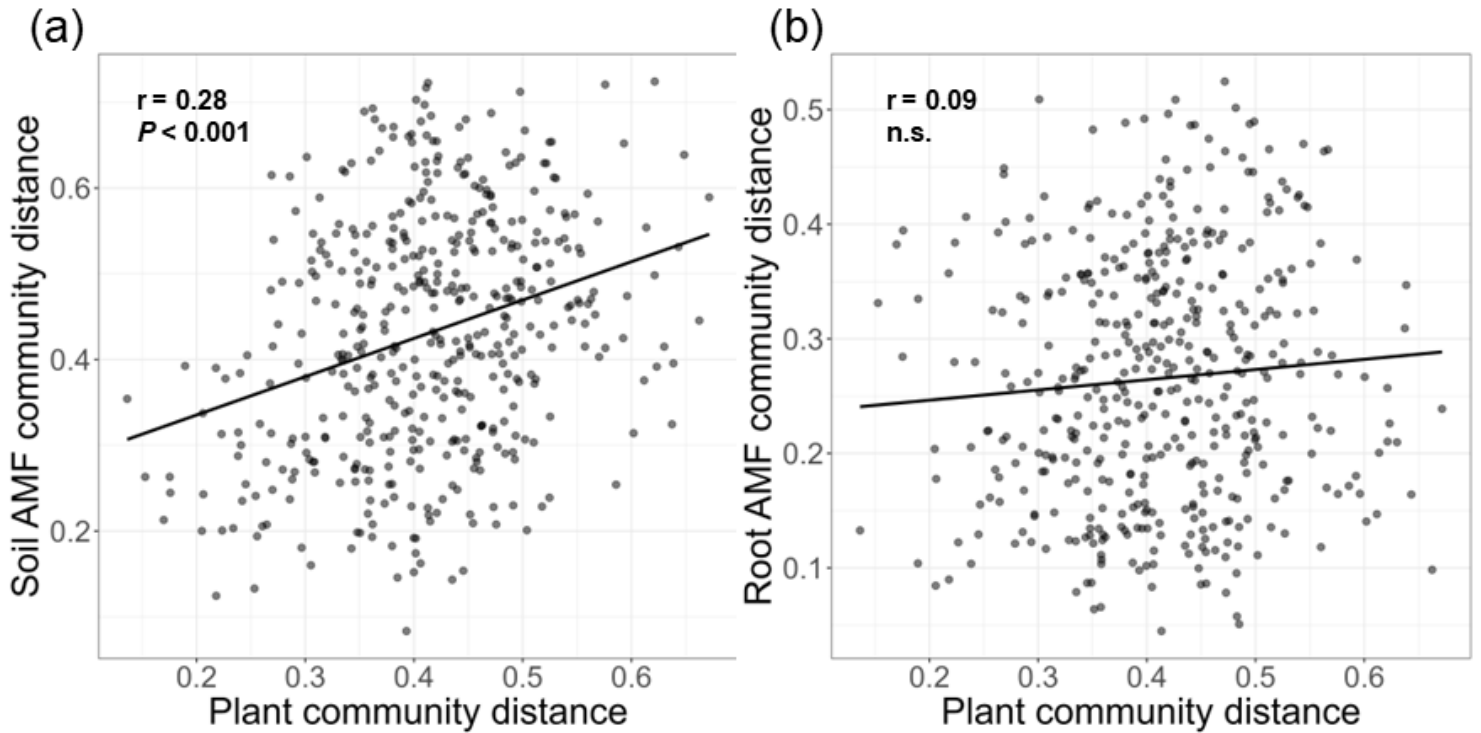 (a)
r = 0.28
P < 0.001
Soil AMF community distance
0.6
0.4
0.2
0.2 0.3 0.4 0.5 0.6
Plant community distance
(b)
r = 0.09
n.s.
Root AMF community distance
0.5
0.4
0.3
0.2
0.1
0.2 0.3 0.4 0.5 0.6
Plant community distance